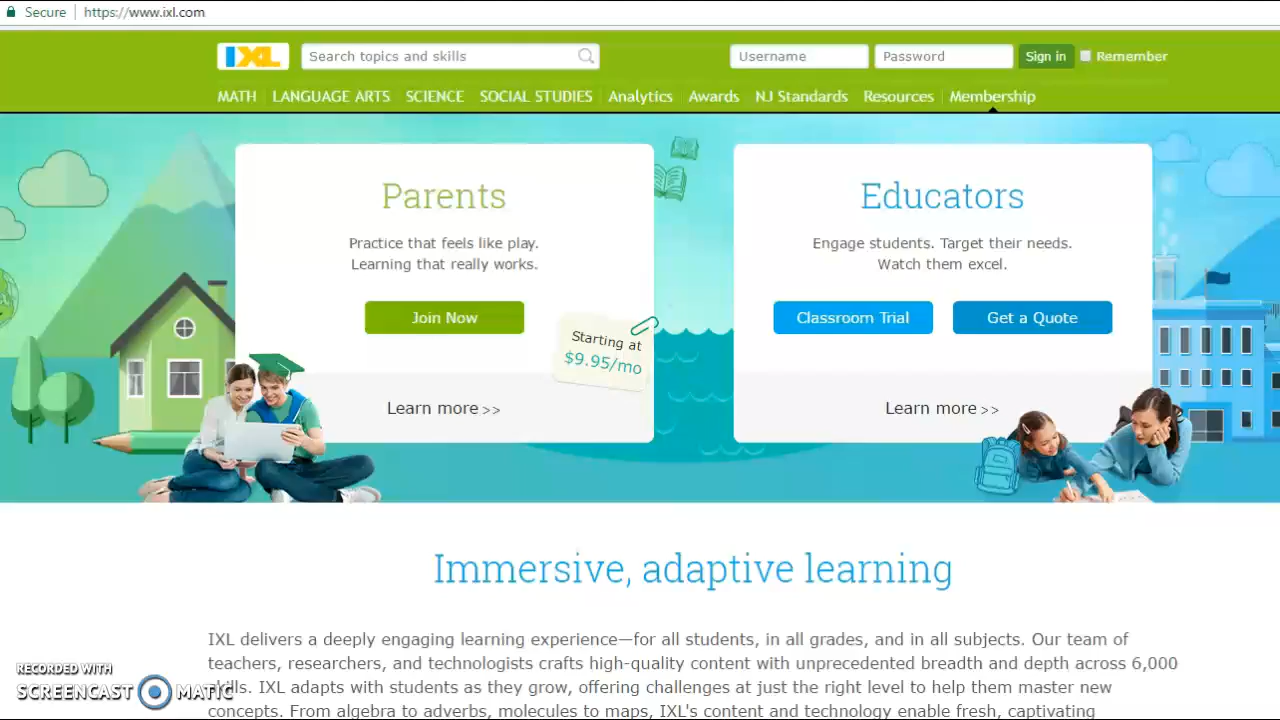 Secure https://www.ixl.com
IXL Search topics and skills Username Password Sign in Remember
MATH LANGUAGE ARTS SCIENCE SOCIAL STUDIES Analytics Awards NJ Standards Resources Membership
Parents
Practice that feels like play.
Learning that really works.
Join Now
Starting at
$9.95/mo
Learn more >>
Educators
Engage students. Target their needs.
Watch them excel.
Classroom Trial Get a Quote
Learn more >>
Immersive, adaptive learning
IXL delivers a deeply engaging learning experience—for all students, in all grades, and in all subjects. Our team of
teachers, researchers, and technologists crafts high-quality content with unprecedented breadth and depth across 6,000
IXL adapts with students as they grow, offering challenges at just the right level to help them master new
concepts. From algebra to adverbs, molecules to maps, IXL's content and technology enable fresh, captivating
RECORDED WITH
SCREENCAST MATIC